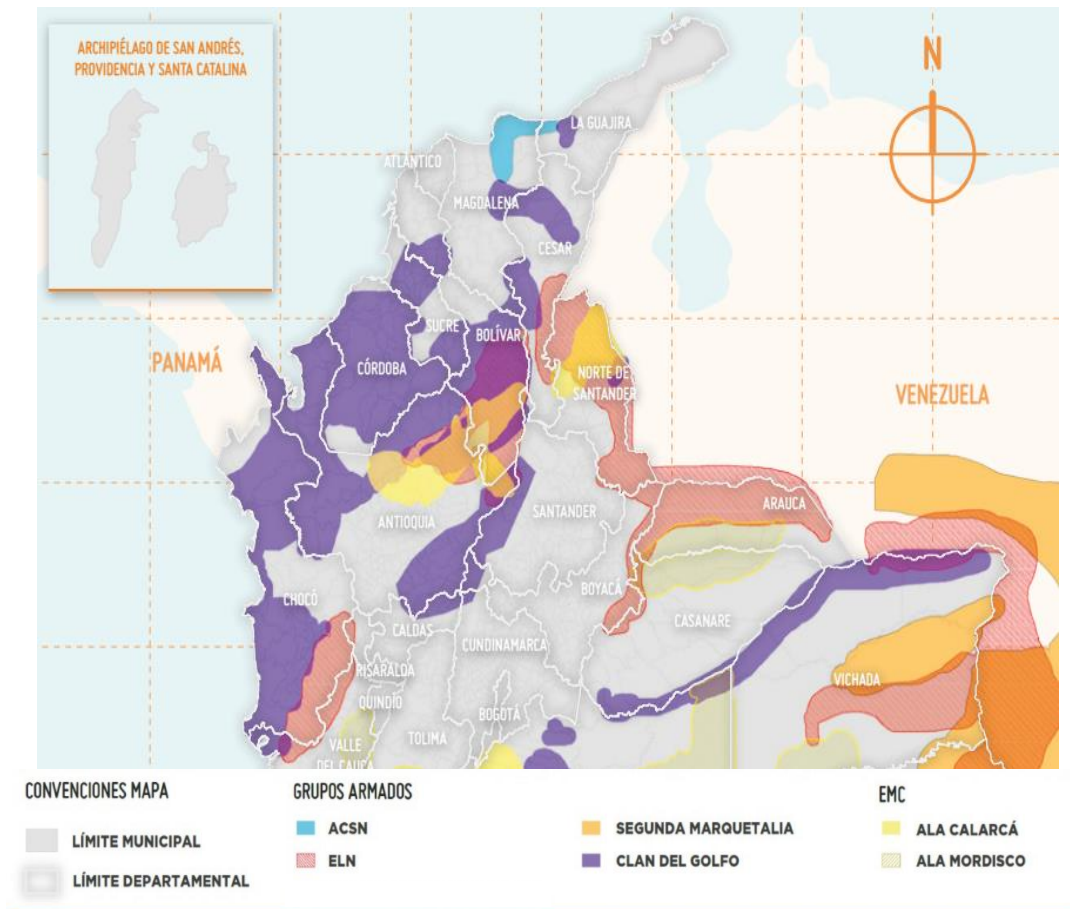 ARCHIPIÉLAGO DE SAN ANDRÉS,
PROVIDENCIA Y SANTA CATALINA
N
LA GUAJIRA
ATLÁNTICO
MAGDALENA
CESAR
SUCRE
BOLÍVAR
PANAMÁ
CÓRDOBA
NORTE DE
SANTANDER
VENEZUELA
ARAUCA
SANTANDER
ANTIOQUIA
BOYACÁ
CHOCÓ
CASANARE
CALDAS
CUNDINAMARCA
RISARALDA
VICHADA
QUINDÍO
BOGOTÁ
TOLIMA
VALLE
DEL CAUCA
CONVENCIONES MAPA
LÍMITE MUNICIPAL
LÍMITE DEPARTAMENTAL
GRUPOS ARMADOS
ACSN
ELN
SEGUNDA MARQUETALIA
CLAN DEL GOLFO
EMC
ALA CALARCÁ
ALA MORDISCO